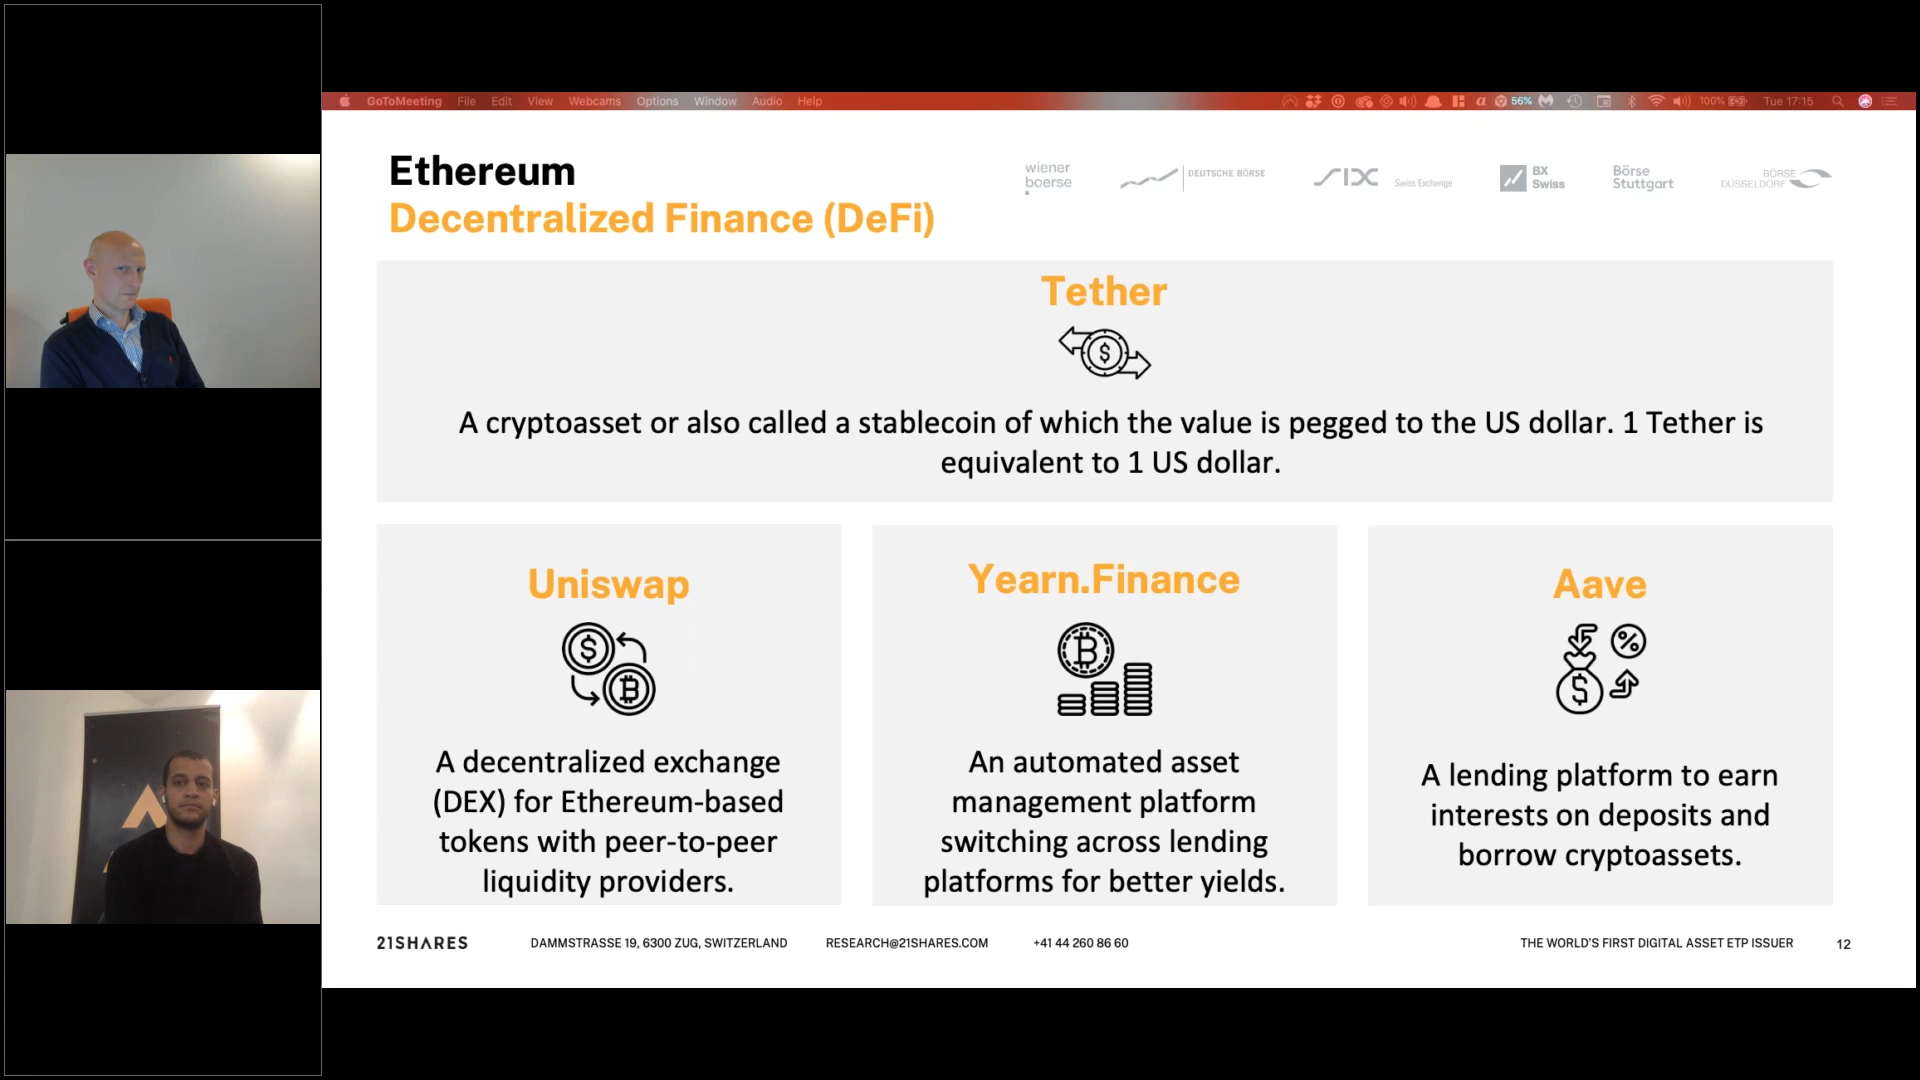 GoToMeeting File Edit View Webcams Options Window Audio Help
56% 100% Tue 17:15
Ethereum
Decentralized Finance (DeFi)
wiener
boerse
DEUTSCHE BÖRSE
SIX
Swiss Exchange
BX
Swiss
Börse
Stuttgart
BÖRSE
DÜSSELDORF
Tether
$
A cryptoasset or also called a stablecoin of which the value is pegged to the US dollar. 1 Tether is
equivalent to 1 US dollar.
Uniswap
$
B
A decentralized exchange
(DEX) for Ethereum-based
tokens with peer-to-peer
liquidity providers.
Yearn.Finance
B
An automated asset
management platform
switching across lending
platforms for better yields.
Aave
%
$
A lending platform to earn
interests on deposits and
borrow cryptoassets.
21SHARES DAMMSTRASSE 19, 6300 ZUG, SWITZERLAND RESEARCH@21SHARES.COM +41 44 260 86 60 THE WORLD'S FIRST DIGITAL ASSET ETP ISSUER 12